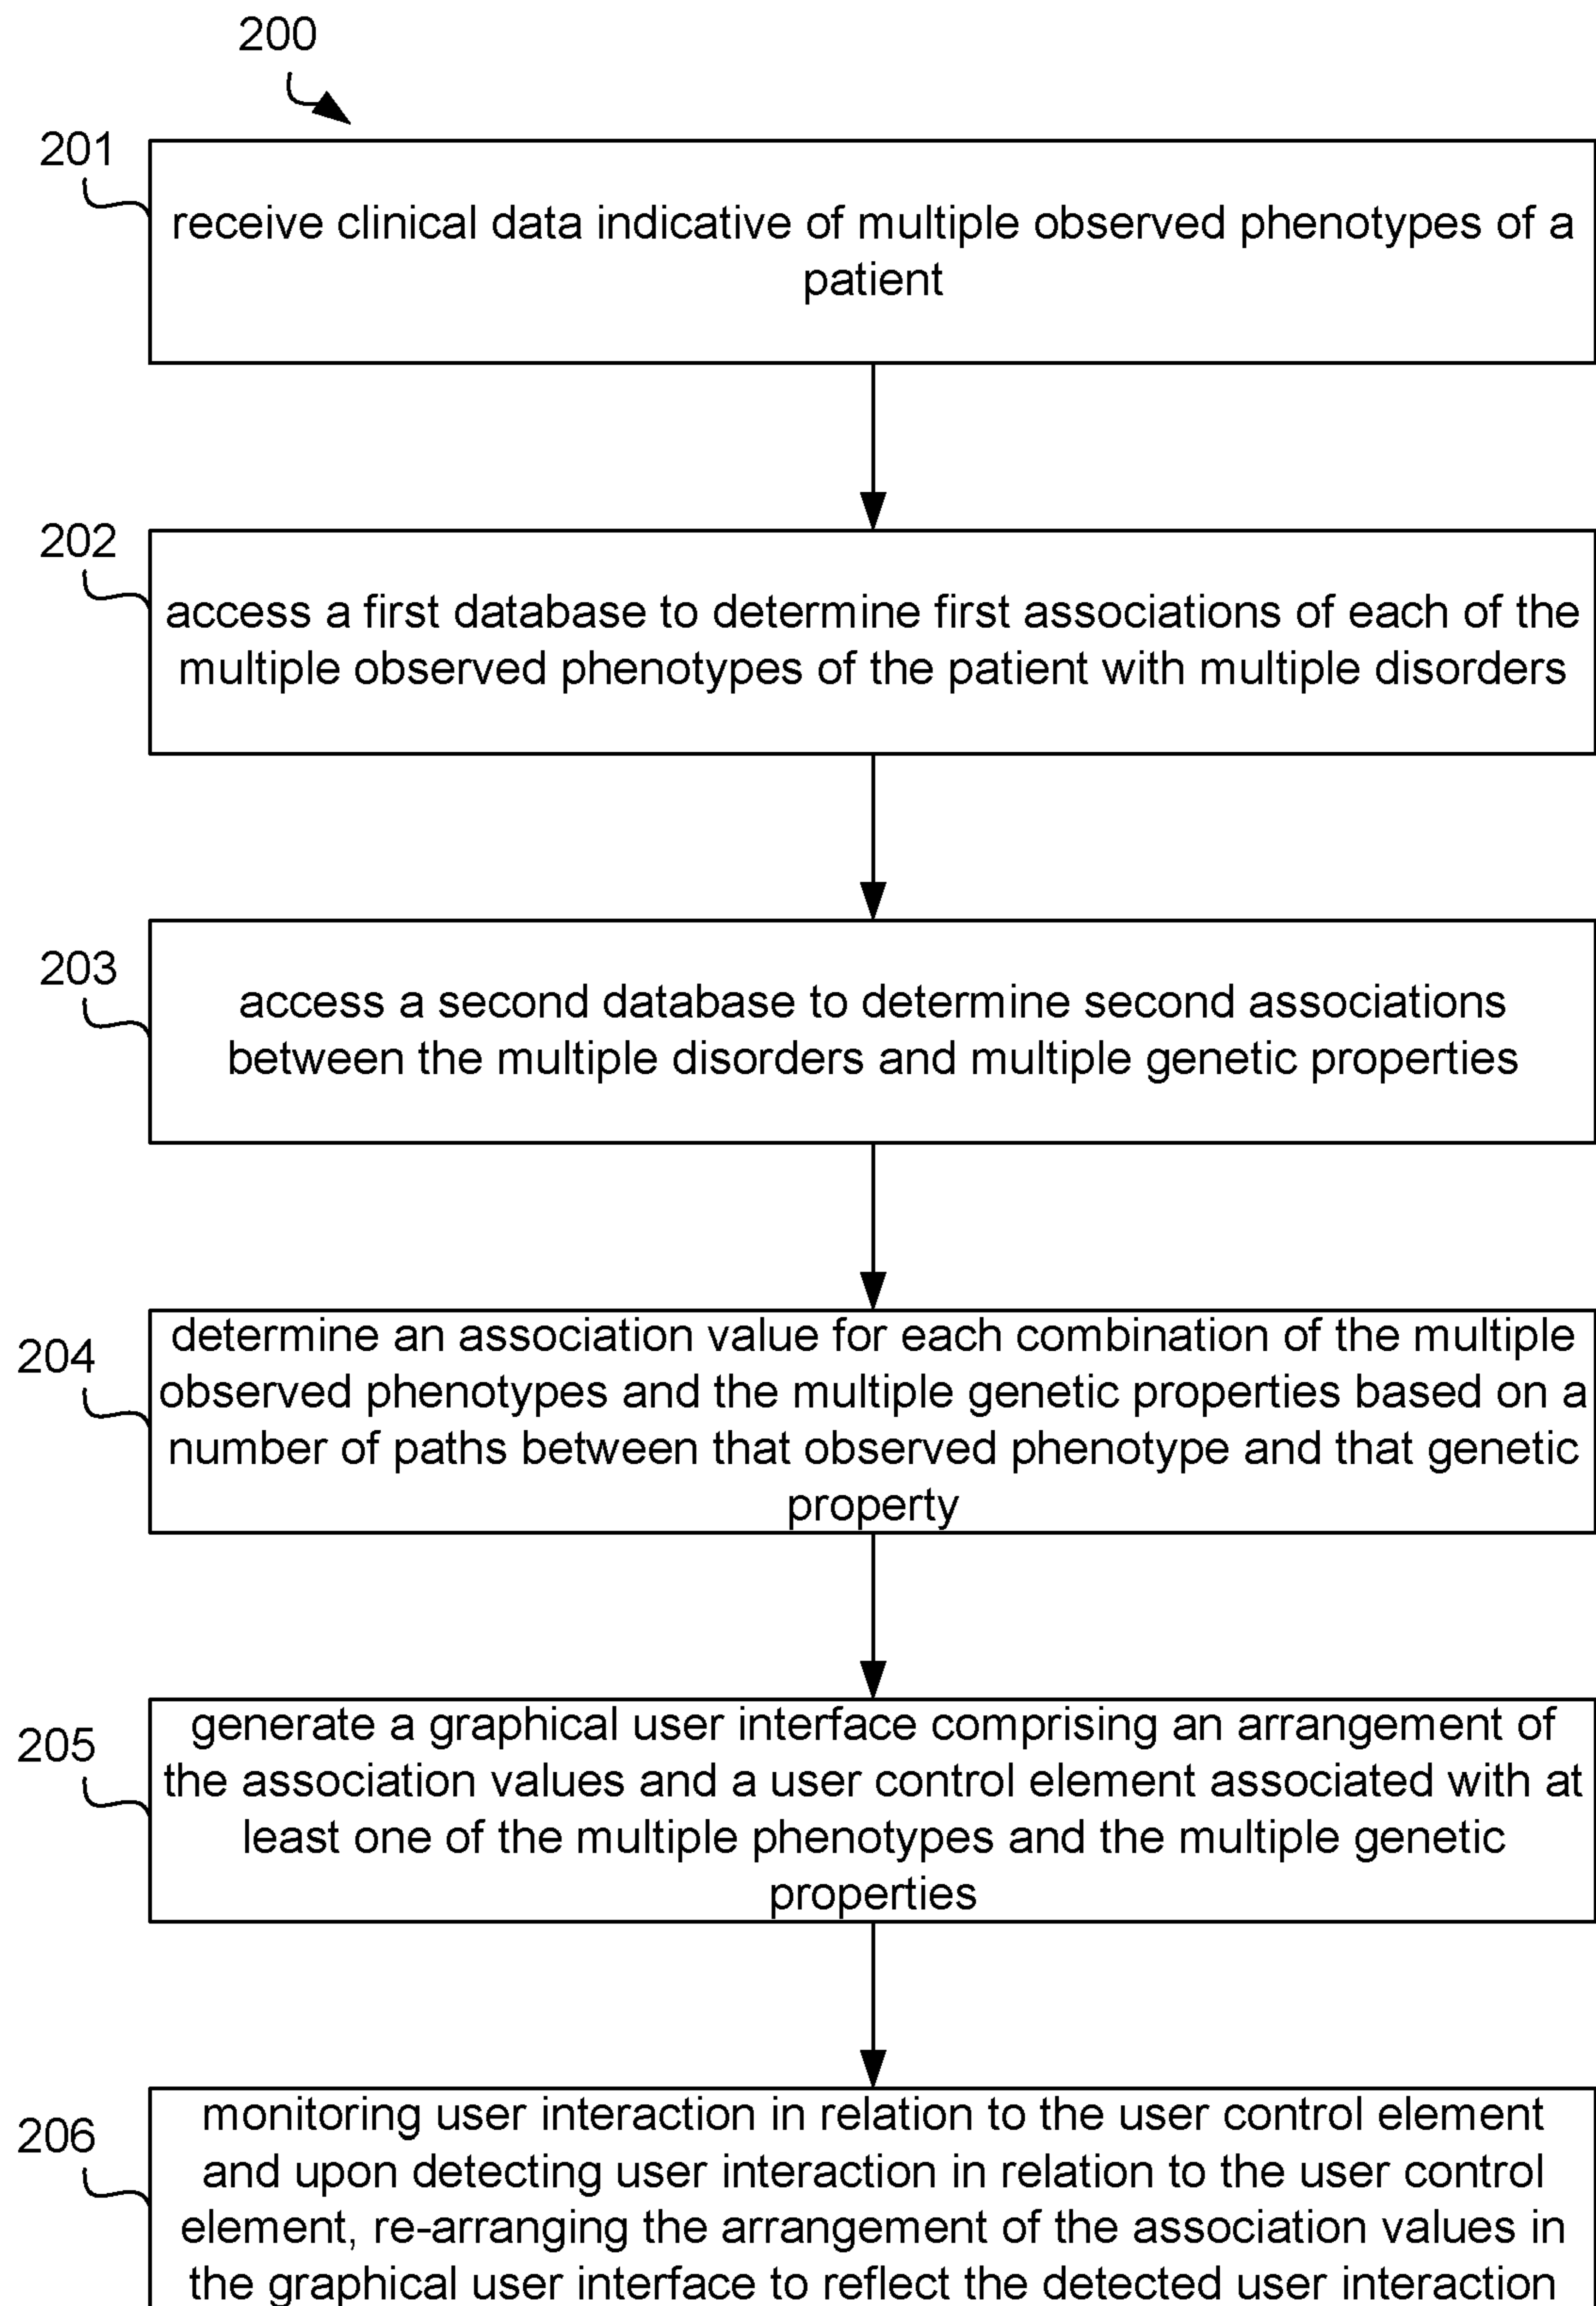 200
201
receive clinical data indicative of multiple observed phenotypes of a
patient
202
access a first database to determine first associations of each of the
multiple observed phenotypes of the patient with multiple disorders
203
access a second database to determine second associations
between the multiple disorders and multiple genetic properties
204
determine an association value for each combination of the multiple
observed phenotypes and the multiple genetic properties based on a
number of paths between that observed phenotype and that genetic
property
205
generate a graphical user interface comprising an arrangement of
the association values and a user control element associated with at
least one of the multiple phenotypes and the multiple genetic
properties
206
monitoring user interaction in relation to the user control element
and upon detecting user interaction in relation to the user control
element, re-arranging the arrangement of the association values in
the graphical user interface to reflect the detected user interaction